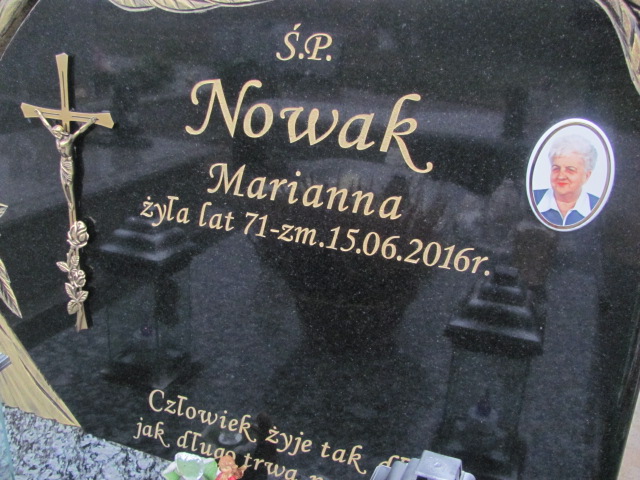 Ś.P.
Nowak
Marianna
żyła lat 71-zm.15.06.2016r.
Człowiek żyje tak
jak długo trwa